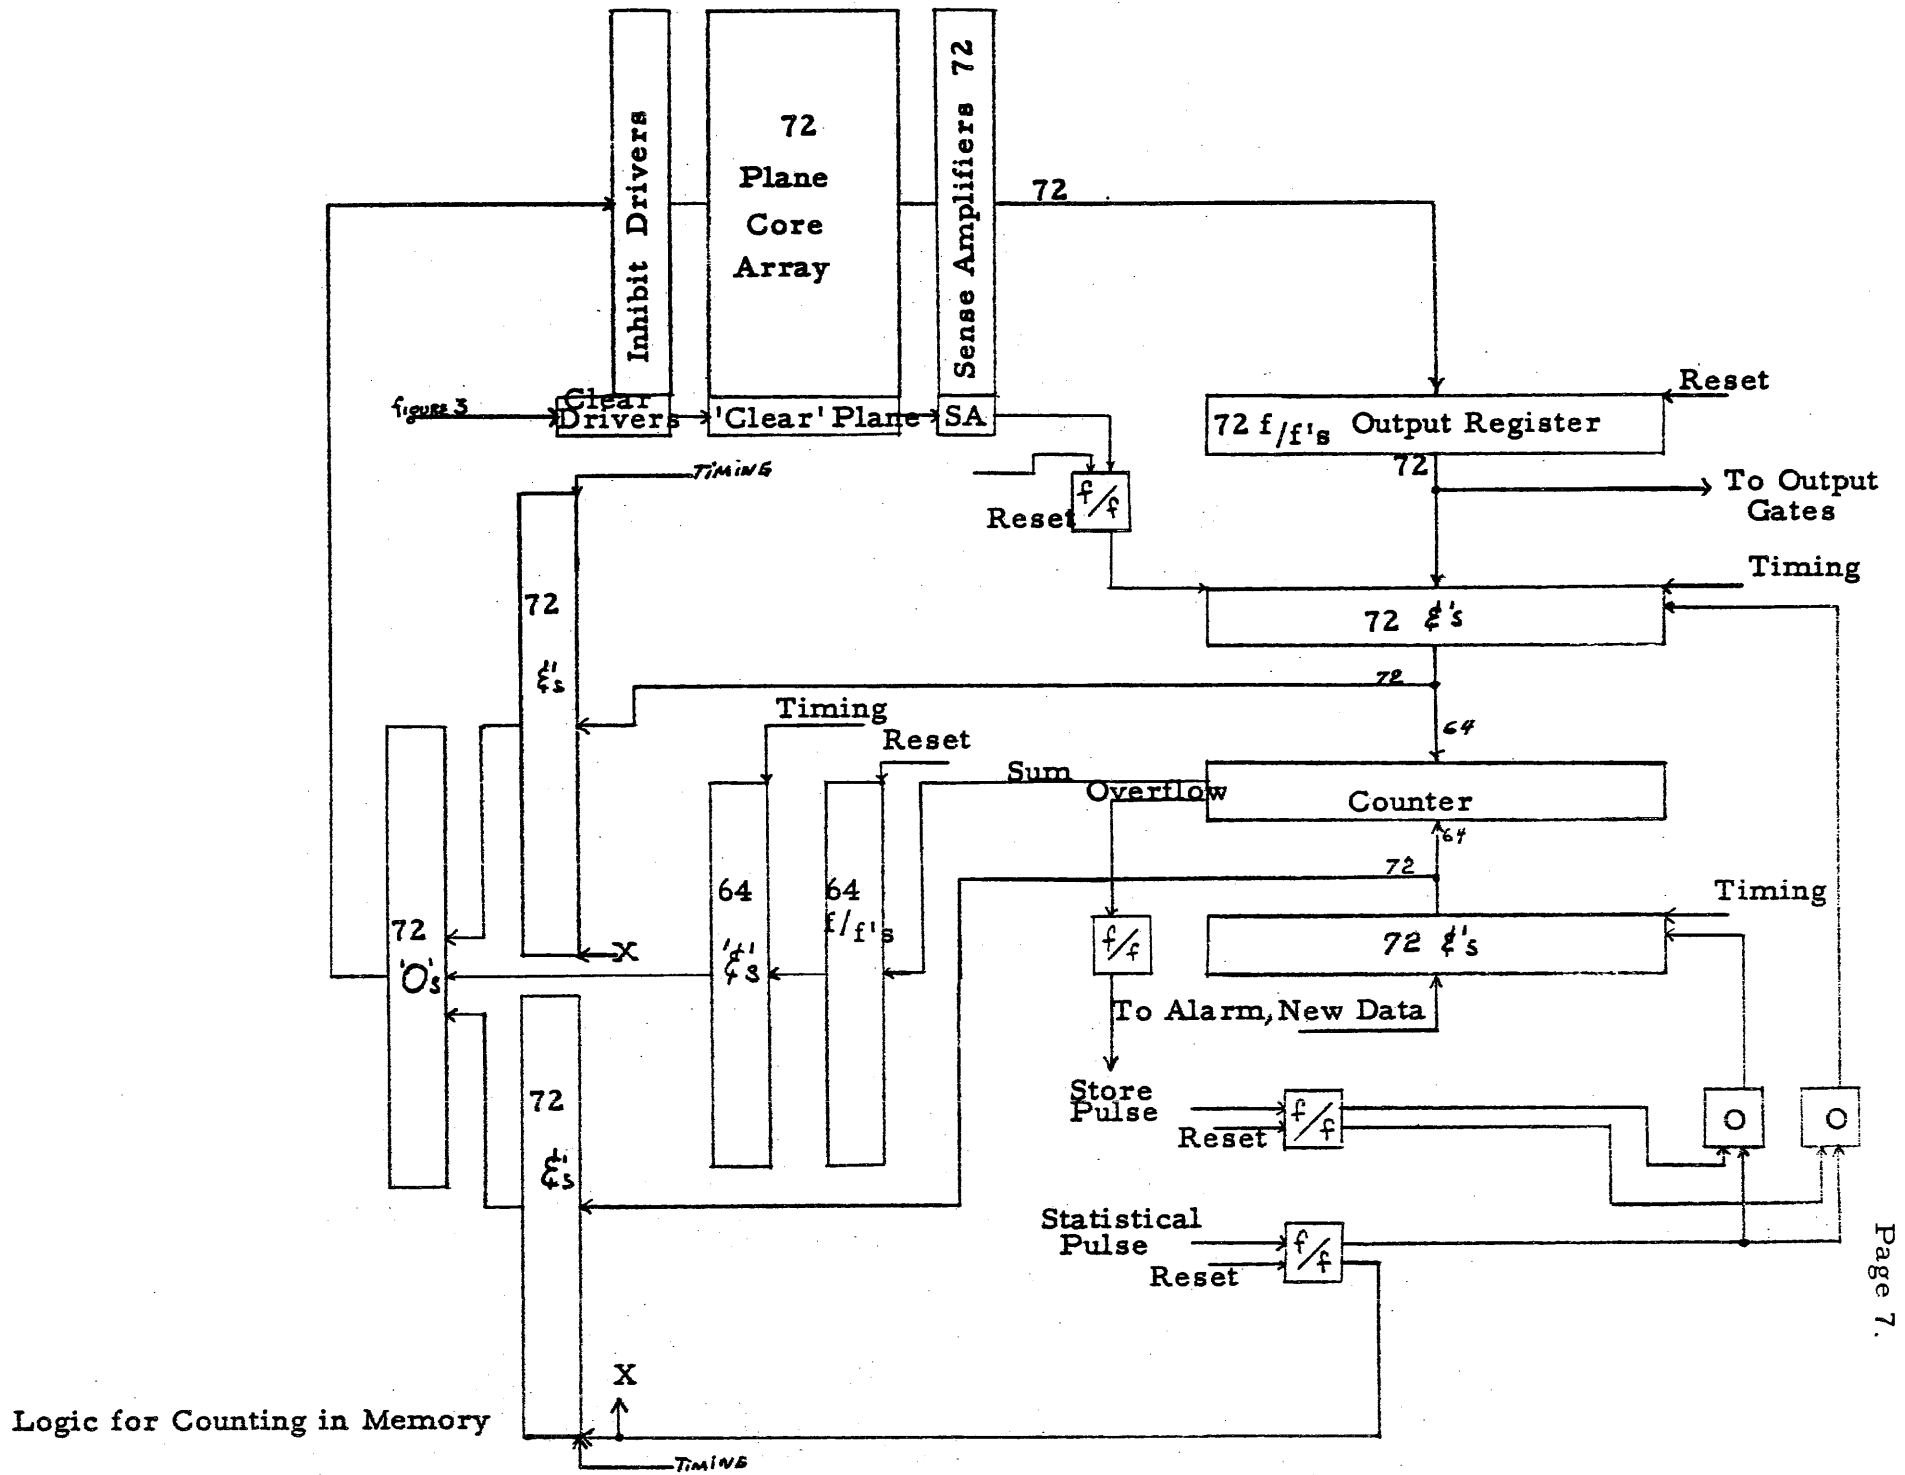 Inhibit Drivers
72
Plane
Core
Array
Sense Amplifiers 72
72
Reset
figure 3
Clear
Drivers
'Clear' Plane
SA
72 f/f's Output Register
72
TIMING
To Output
Gates
f/f
Reset
Timing
72
&'s
72 &'s
72
Timing
64
Reset
Sum
Overflow
Counter
64
72
64
&'s
64
f/f's
Timing
72
'O's
X
f/f
72 &'s
To Alarm, New Data
72
&'s
Store
Pulse
f/f
Reset
O
O
Statistical
Pulse
f/f
Reset
Page 7.
X
Logic for Counting in Memory
TIMING